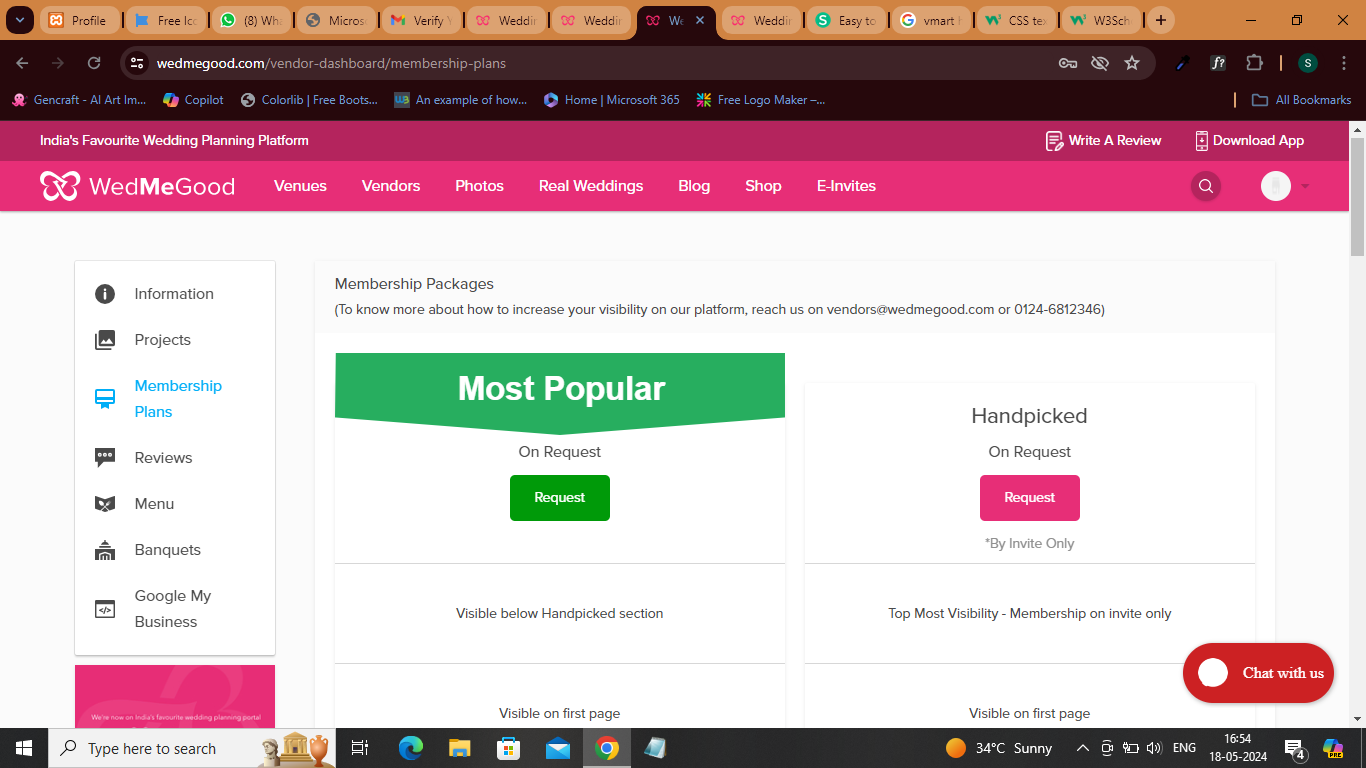 Profile
Free Ico
(8) Wha
Micros
Verify Y
Weddin
Weddin
We
Weddin
Easy to
vmart h
CSS tex
W3Sch
wedmegood.com/vendor-dashboard/membership-plans
Gencraft - AI Art Im...
Copilot
Colorlib | Free Boots...
An example of how...
Home | Microsoft 365
Free Logo Maker –...
All Bookmarks
India's Favourite Wedding Planning Platform
Write A Review
Download App
WedMeGood
Venues
Vendors
Photos
Real Weddings
Blog
Shop
E-Invites
Information
Projects
Membership
Plans
Reviews
Menu
Banquets
Google My
Business
We're now on India's favourite wedding planning portal
Membership Packages
(To know more about how to increase your visibility on our platform, reach us on vendors@wedmegood.com or 0124-6812346)
Most Popular
On Request
Request
Visible below Handpicked section
Visible on first page
Handpicked
On Request
Request
*By Invite Only
Top Most Visibility - Membership on invite only
Visible on first page
Chat with us
Type here to search
34°C Sunny
ENG
16:54
18-05-2024
4